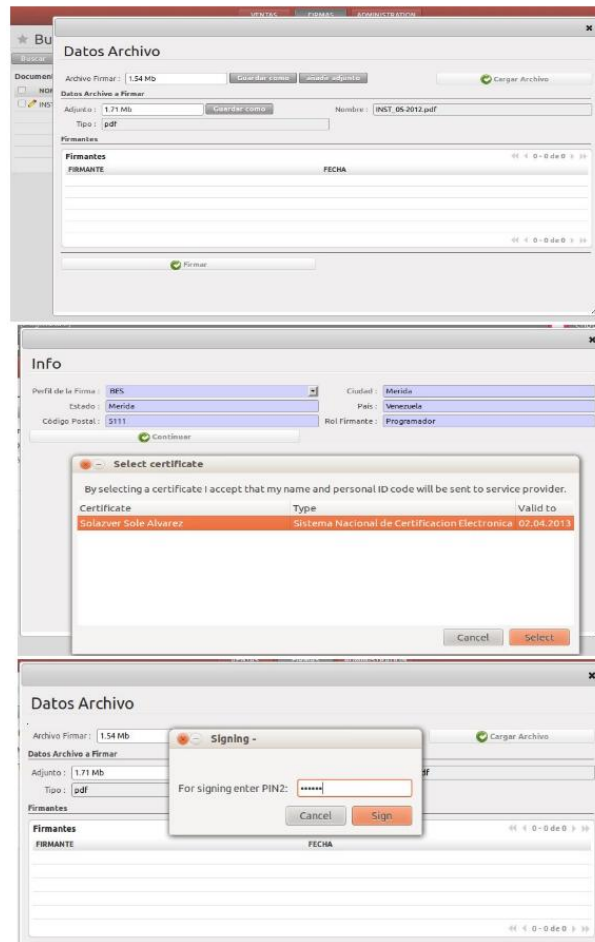 VENTAS FIRMAS ADMINISTRATION
Bu
Buscar
Datos Archivo
Document
Archivo Firmar : 1.54 Mb Guardar como añadir adjunto Cargar Archivo
Datos Archivo a Firmar
Adjunto : 1.71 Mb Guardar como Nombre : INST_05-2012.pdf
INST
Tipo : pdf
Firmantes
Firmantes 0 - 0 de 0
FIRMANTE FECHA
0 - 0 de 0
Firmar
Info
Perfil de la Firma : BES Ciudad : Merida
Estado : Merida País : Venezuela
Código Postal : 5111 Rol Firmante : Programador
Continuar
Select certificate
By selecting a certificate I accept that my name and personal ID code will be sent to service provider.
Certificate Type Valid to
Solazver Sole Alvarez Sistema Nacional de Certificacion Electronica 02.04.2013
Cancel Select
Datos Archivo
Archivo Firmar : 1.54 Mb Signing - Cargar Archivo
Datos Archivo a Firmar
Adjunto : 1.71 Mb
Tipo : pdf For signing enter PIN2: ••••••
Cancel Sign
Firmantes
Firmantes 0 - 0 de 0
FIRMANTE FECHA
0 - 0 de 0